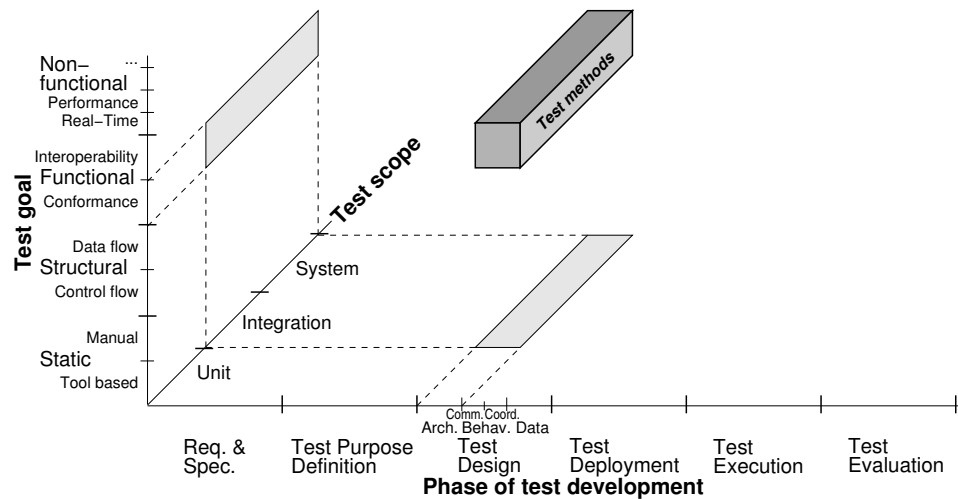 Test goal
Non−
...
functional
Performance
Real−Time
Interoperability
Functional
Conformance
Data flow
Structural
Control flow
Manual
Static
Tool based
Test methods
Test scope
System
Integration
Unit
Comm. Coord.
Arch. Behav. Data
Req. &
Spec.
Test Purpose
Definition
Test
Design
Test
Deployment
Test
Execution
Test
Evaluation
Phase of test development